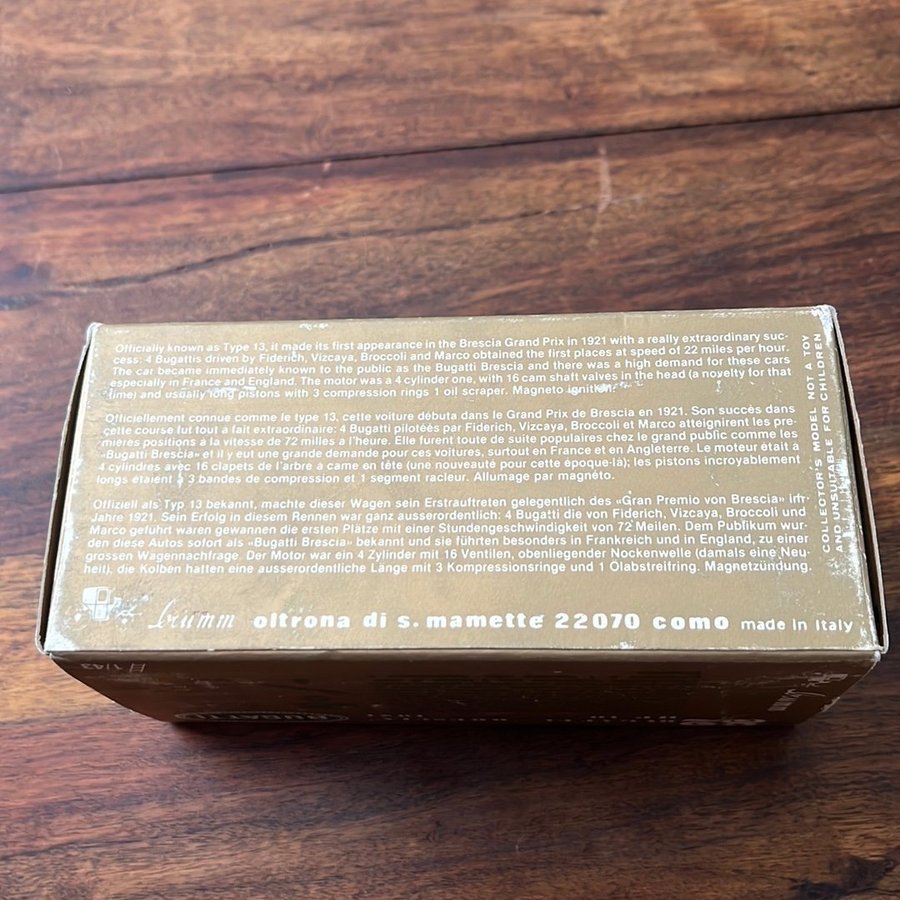 Officially known as Type 13, it made its first appearance in the Brescia Grand Prix in 1921 with a really extraordinary suc-
cess: 4 Bugattis driven by Fiderich, Vizcaya, Broccoli and Marco obtained the first places at speed of 22 miles per hour.
The car became immediately known to the public as the Bugatti Brescia and there was a high demand for these cars
especially in France and England. The motor was a 4 cylinder one, with 16 cam shaft valves in the head (a novelty for that
time) and usually long pistons with 3 compression rings 1 oil scraper. Magneto ignition.
Officiellement connue comme le type 13, cette voiture débuta dans le Grand Prix de Brescia en 1921. Son succès dans
cette course fut tout a fait extraordinaire: 4 Bugatti pilotéés par Fiderich, Vizcaya, Broccoli et Marco atteignirent les pre-
mières positions à la vitesse de 72 milles a l'heure. Elle furent toute de suite populaires chez le grand public comme les
«Bugatti Brescia» et il y eut une grande demande pour ces voitures, surtout en France et en Angleterre. Le moteur était a
4 cylindres avec 16 clapets de l'arbre a came en tête (une nouveauté pour cette époque-là); les pistons incroyablement
longs etaient à 3 bandes de compression et 1 segment racleur. Allumage par magnéto.
Offiziell als Typ 13 bekannt, machte dieser Wagen sein Erstrauftreten gelegentlich des «Gran Premio von Brescia» im
Jahre 1921. Sein Erfolg in diesem Rennen war ganz ausserordentlich: 4 Bugatti die von Fiderich, Vizcaya, Broccoli und
Marco geführt waren gewannen die ersten Plätze mit einer Stundengeschwindigkeit von 72 Meilen. Dem Publikum wur-
den diese Autos sofort als «Bugatti Brescia» bekannt und sie führten besonders in Frankreich und in England, zu einer
grossen Wagennachfrage. Der Motor war ein 4 Zylinder mit 16 Ventilen, obenliegender Nockenwelle (damals eine Neu-
heit), die Kolben hatten eine ausserordentliche Länge mit 3 Kompressionsringe und 1 Ölabstreifring. Magnetzündung.
COLLECTOR'S MODEL NOT A TOY
AND UNSUITABLE FOR CHILDREN
brumm oltrona di s. mamette 22070 como made in Italy
1/43
brumm
BUGATTI